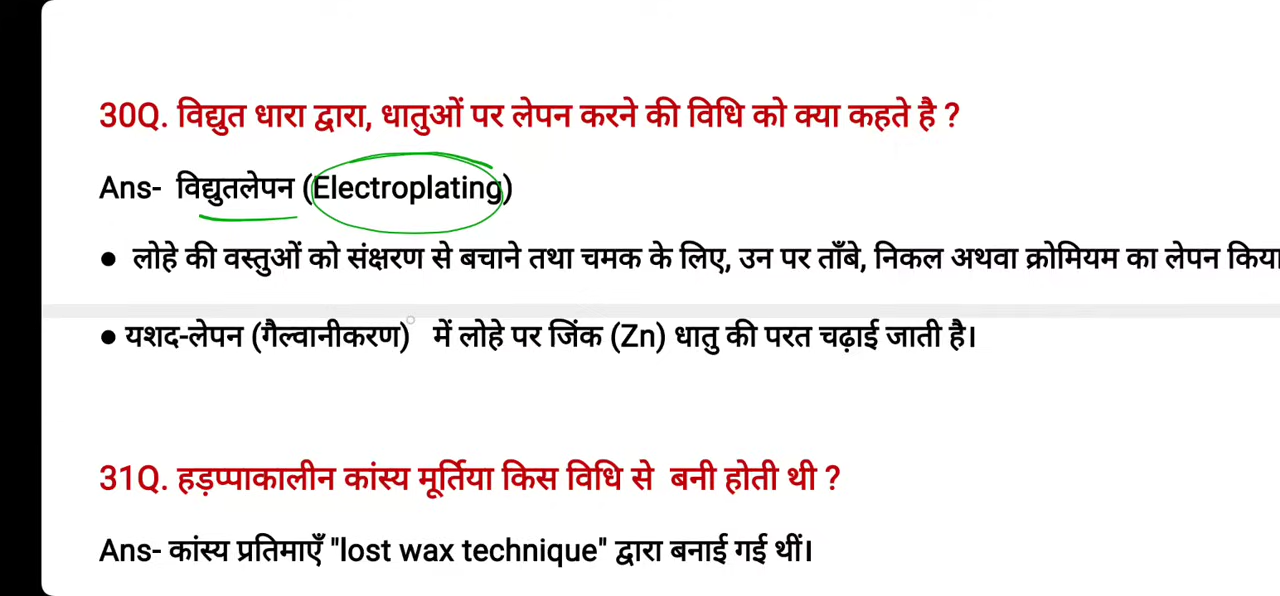 30Q. विद्युत धारा द्वारा, धातुओं पर लेपन करने की विधि को क्या कहते है ?
Ans- विद्युतलेपन (Electroplating)
● लोहे की वस्तुओं को संक्षरण से बचाने तथा चमक के लिए, उन पर ताँबे, निकल अथवा क्रोमियम का लेपन किया
● यशद-लेपन (गैल्वानीकरण) में लोहे पर जिंक (Zn) धातु की परत चढ़ाई जाती है।
31Q. हड़प्पाकालीन कांस्य मूर्तिया किस विधि से बनी होती थी ?
Ans- कांस्य प्रतिमाएँ "lost wax technique" द्वारा बनाई गई थीं।